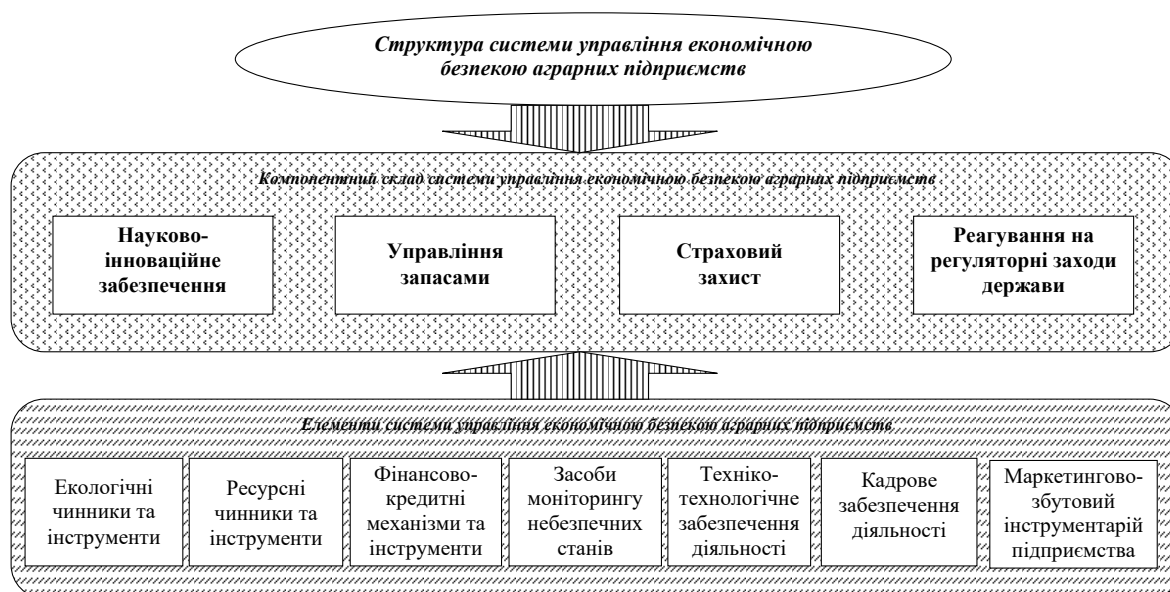 Структура системи управління економічною
безпекою аграрних підприємств
Компонентний склад системи управління економічною безпекою аграрних підприємств
Науково-
інноваційне
забезпечення
Управління
запасами
Страховий
захист
Реагування на
регуляторні заходи
держави
Елементи системи управління економічною безпекою аграрних підприємств
Екологічні
чинники та
інструменти
Ресурсні
чинники та
інструменти
Фінансово-
кредитні
механізми та
інструменти
Засоби
моніторингу
небезпечних
станів
Техніко-
технологічне
забезпечення
діяльності
Кадрове
забезпечення
діяльності
Маркетингово-
збутовий
інструментарій
підприємства